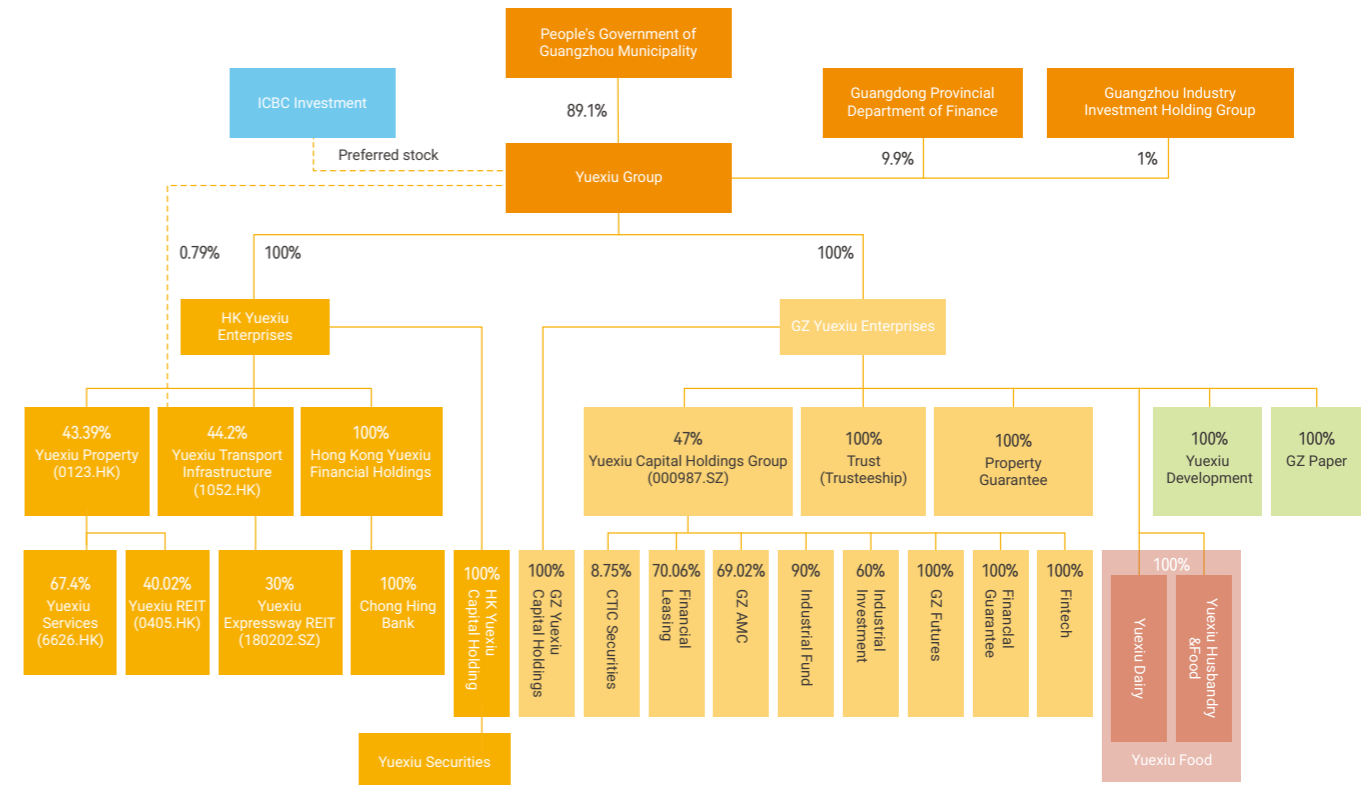 People's Government of
Guangzhou Municipality
ICBC Investment
Guangdong Provincial
Department of Finance
Guangzhou Industry
Investment Holding Group
89.1%
Preferred stock
9.9%
1%
Yuexiu Group
0.79%
100%
100%
HK Yuexiu
Enterprises
GZ Yuexiu Enterprises
43.39%
Yuexiu Property
(0123.HK)
44.2%
Yuexiu Transport
Infrastructure
(1052.HK)
100%
Hong Kong Yuexiu
Financial Holdings
47%
Yuexiu Capital Holdings Group
(000987.SZ)
100%
Trust
(Trusteeship)
100%
Property
Guarantee
100%
Yuexiu
Development
100%
GZ Paper
67.4%
Yuexiu
Services
(6626.HK)
40.02%
Yuexiu REIT
(0405.HK)
30%
Yuexiu
Expressway REIT
(180202.SZ)
100%
Chong Hing
Bank
100%
HK Yuexiu
Capital Holding
100%
GZ Yuexiu
Capital Holdings
8.75%
CTIC Securities
70.06%
Financial
Leasing
69.02%
GZ AMC
90%
Industrial Fund
60%
Industrial
Investment
100%
GZ Futures
100%
Financlal
Guarantee
100%
Fintech
100%
Yuexiu Dairy
Yuexiu Husbandry
&Food
Yuexiu Food
Yuexiu Securities